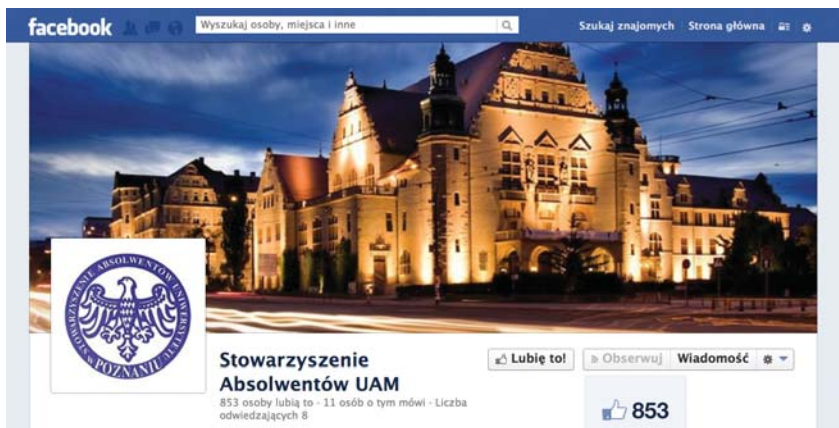 facebook
Wyszukaj osoby, miejsca i inne
Szukaj znajomych Strona główna
STOWARZYSZENIE ABSOLWENTÓW UNIWERSYTETU
w POZNANIU
Stowarzyszenie
Absolwentów UAM
853 osoby lubią to · 11 osób o tym mówi · Liczba
odwiedzających 8
Lubię to!
Obserwuj
Wiadomość
853